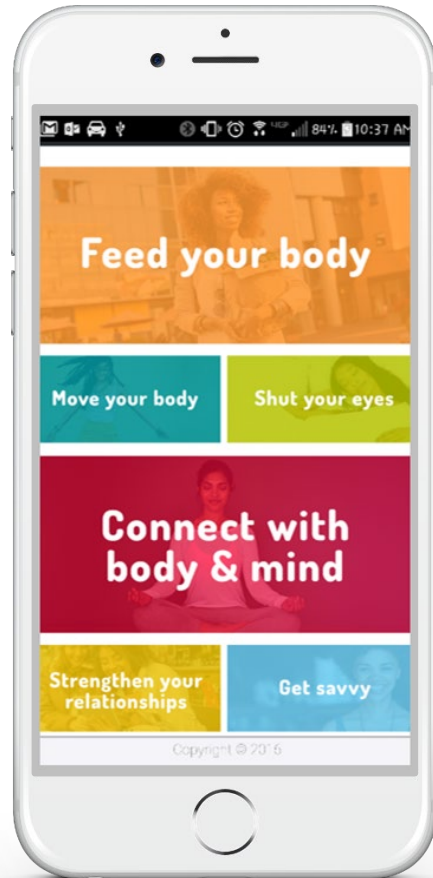 84% 10:37 AM
Feed your body
Move your body
Shut your eyes
Connect with
body & mind
Strengthen your
relationships
Get savvy
Copyright © 2016